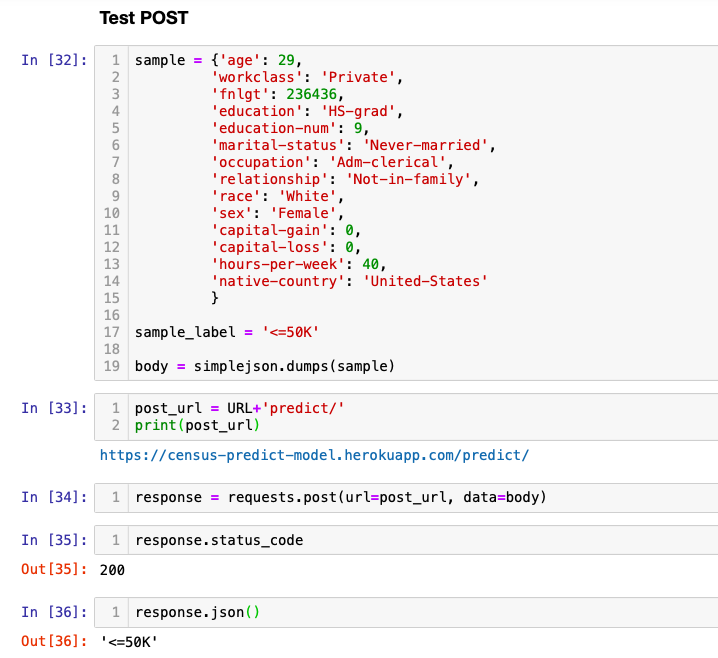 Test POST
In [32]:
1 sample = {'age': 29,
2 'workclass': 'Private',
3 'fnlgt': 236436,
4 'education': 'HS-grad',
5 'education-num': 9,
6 'marital-status': 'Never-married',
7 'occupation': 'Adm-clerical',
8 'relationship': 'Not-in-family',
9 'race': 'White',
10 'sex': 'Female',
11 'capital-gain': 0,
12 'capital-loss': 0,
13 'hours-per-week': 40,
14 'native-country': 'United-States'
15 }
16
17 sample_label = '<=50K'
18
19 body = simplejson.dumps(sample)
In [33]:
1 post_url = URL+'predict/'
2 print(post_url)
https://census-predict-model.herokuapp.com/predict/
In [34]: 1 response = requests.post(url=post_url, data=body)
In [35]: 1 response.status_code
Out[35]: 200
In [36]: 1 response.json()
Out[36]: '<=50K'